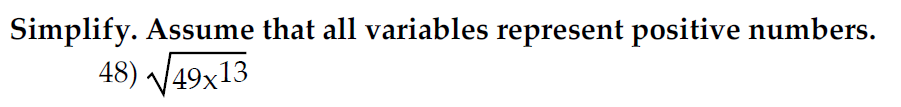 Simplify. Assume that all variables represent positive numbers.
48) √49x13